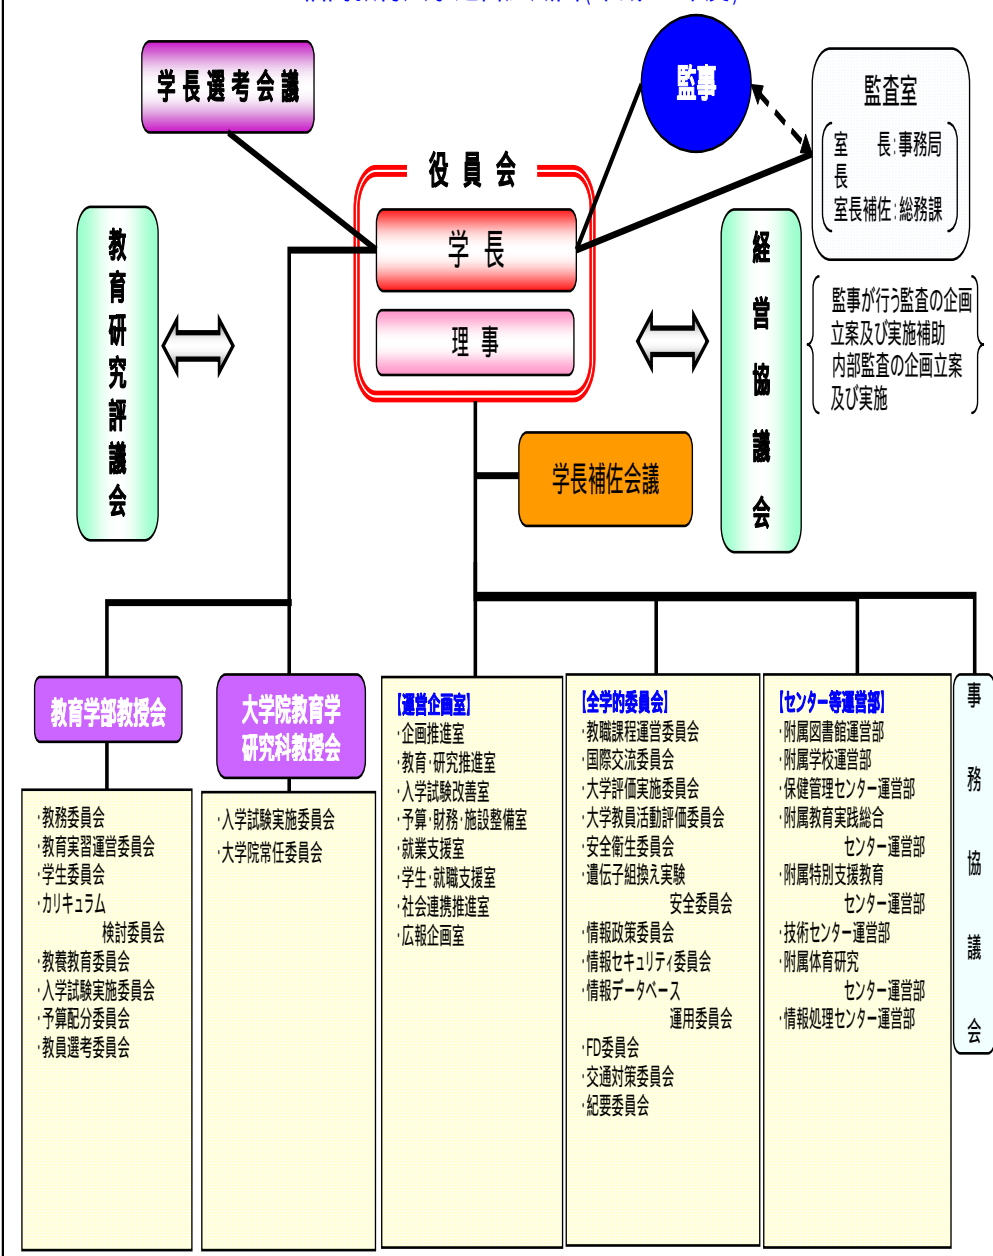 学長選考会議
監事
監査室
室　長:事務局
長
室長補佐:総務課
役員会
学長
理事
教育研究評議会
経営協議会
監事が行う監査の企画
立案及び実施補助
内部監査の企画立案
及び実施
学長補佐会議
教育学部教授会
・教務委員会
・教育実習運営委員会
・学生委員会
・カリキュラム
検討委員会
・教養教育委員会
・入学試験実施委員会
・予算配分委員会
・教員選考委員会
大学院教育学
研究科教授会
・入学試験実施委員会
・大学院常任委員会
【運営企画室】
・企画推進室
・教育・研究推進室
・入学試験改善室
・予算・財務・施設整備室
・就業支援室
・学生・就職支援室
・社会連携推進室
・広報企画室
【全学的委員会】
・教職課程運営委員会
・国際交流委員会
・大学評価実施委員会
・大学教員活動評価委員会
・安全衛生委員会
・遺伝子組換え実験
安全委員会
・情報政策委員会
・情報セキュリティ委員会
・情報データベース
運用委員会
・FD委員会
・交通対策委員会
・紀要委員会
【センター等運営部】
・附属図書館運営部
・附属学校運営部
・保健管理センター運営部
・附属教育実践総合
センター運営部
・附属特別支援教育
センター運営部
・技術センター運営部
・附属体育研究
センター運営部
・情報処理センター運営部
事務協議会